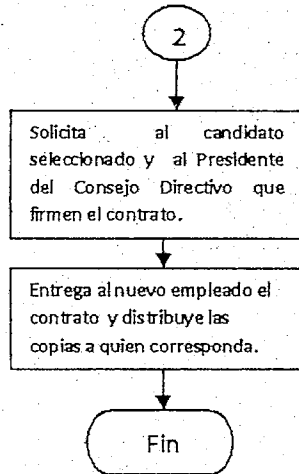 2
Solicita al candidato
seleccionado y al Presidente
del Consejo Directivo que
firmen el contrato.
Entrega al nuevo empleado el
contrato y distribuye las
copias a quien corresponda.
Fin